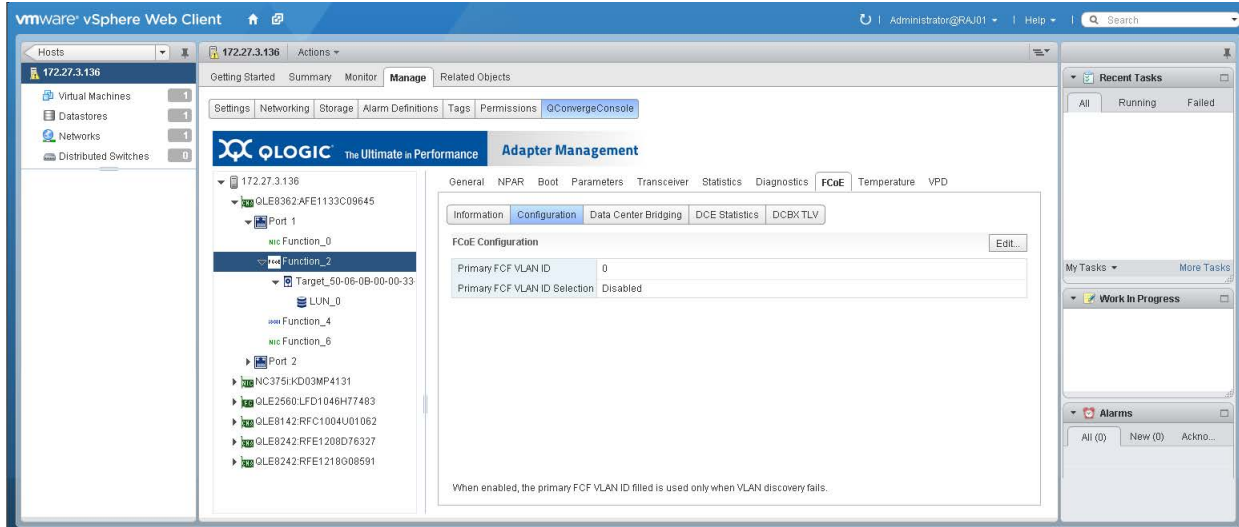 vmware® vSphere Web Client
Administrator@RAJ01
Help
Search
Hosts
172.27.3.136
Virtual Machines 1
Datastores 1
Networks 1
Distributed Switches 0
172.27.3.136 Actions
Getting Started Summary Monitor Manage Related Objects
Settings Networking Storage Alarm Definitions Tags Permissions QConvergeConsole
QLOGIC® The Ultimate in Performance Adapter Management
172.27.3.136
QLE8362:AFE1133C09645
Port 1
NIC Function_0
FCoE Function_2
Target_50-06-0B-00-00-33-
LUN_0
Function_4
NIC Function_6
Port 2
NC375i:KD03MP4131
QLE2560:LFD1046H77483
QLE8142:RFC1004U01062
QLE8242:RFE1208D76327
QLE8242:RFE1218G08591
General NPAR Boot Parameters Transceiver Statistics Diagnostics FCoE Temperature VPD
Information Configuration Data Center Bridging DCE Statistics DCBX TLV
FCoE Configuration Edit...
Primary FCF VLAN ID 0
Primary FCF VLAN ID Selection Disabled
When enabled, the primary FCF VLAN ID filled is used only when VLAN discovery fails.
Recent Tasks
All Running Failed
My Tasks More Tasks
Work In Progress
Alarms
All (0) New (0) Ackno...